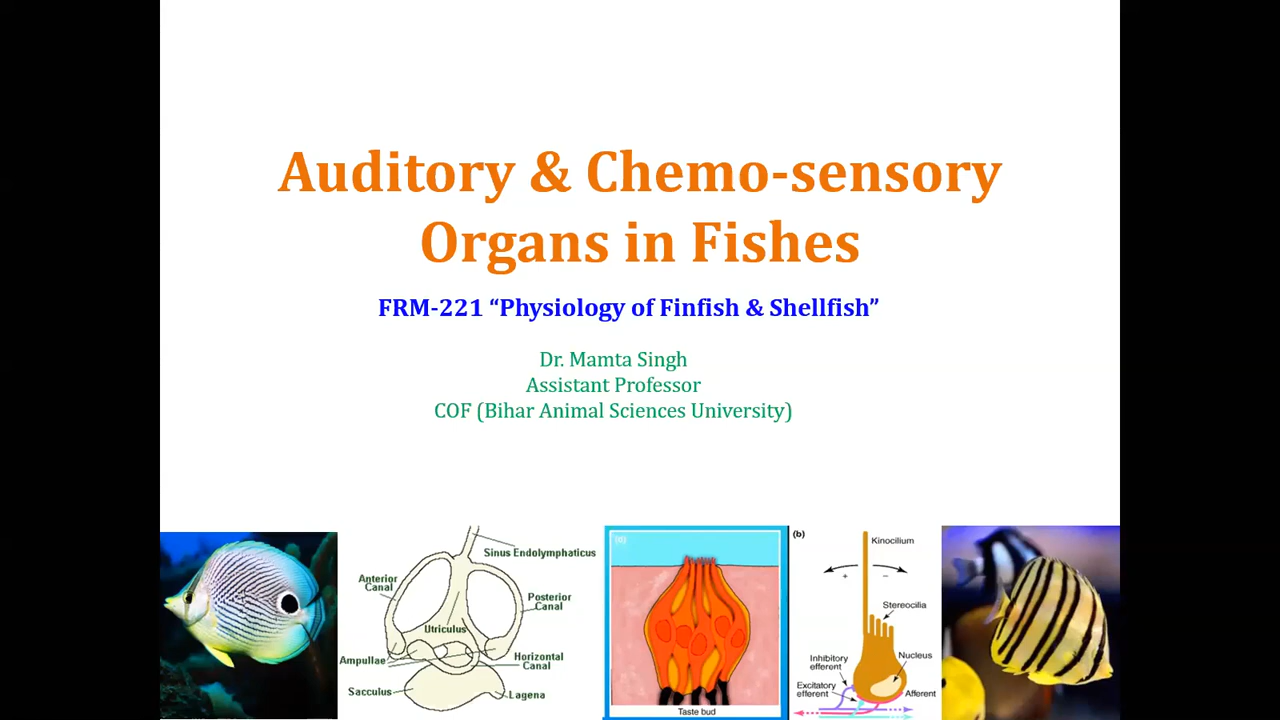 Auditory & Chemo-sensory
Organs in Fishes
FRM-221 “Physiology of Finfish & Shellfish”
Dr. Mamta Singh
Assistant Professor
COF (Bihar Animal Sciences University)
Sinus Endolymphaticus
Anterior
Canal
Posterior
Canal
Utriculus
Ampullae
Horizontal
Canal
Sacculus
Lagena
(c)
Taste bud
(b)
Kinocilium
+
−
Stereocilia
Nucleus
Inhibitory
efferent
Excitatory
efferent
Afferent